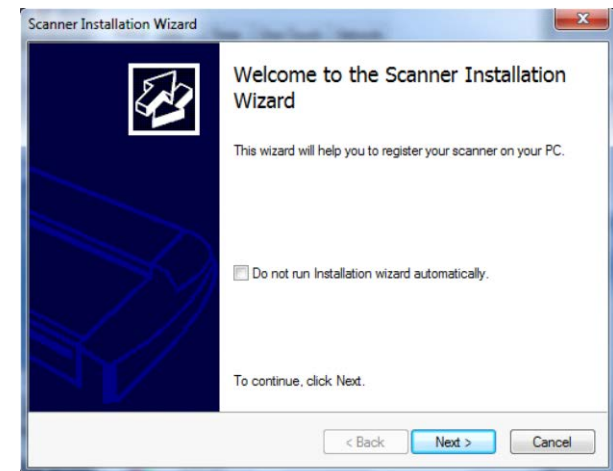 Scanner Installation Wizard
Welcome to the Scanner Installation
Wizard
This wizard will help you to register your scanner on your PC.
Do not run Installation wizard automatically.
To continue, click Next.
< Back
Next >
Cancel